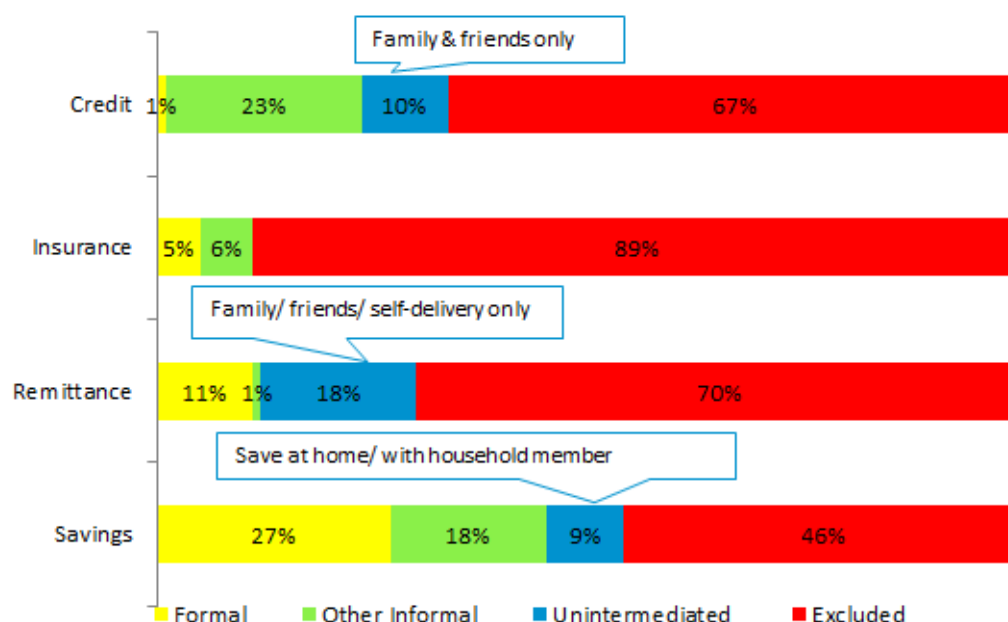 Family & friends only
Credit 1% 23% 10% 67%
Insurance 5% 6% 89%
Family/ friends/ self-delivery only
Remittance 11% 1% 18% 70%
Save at home/ with household member
Savings 27% 18% 9% 46%
Formal Other Informal Unintermediated Excluded